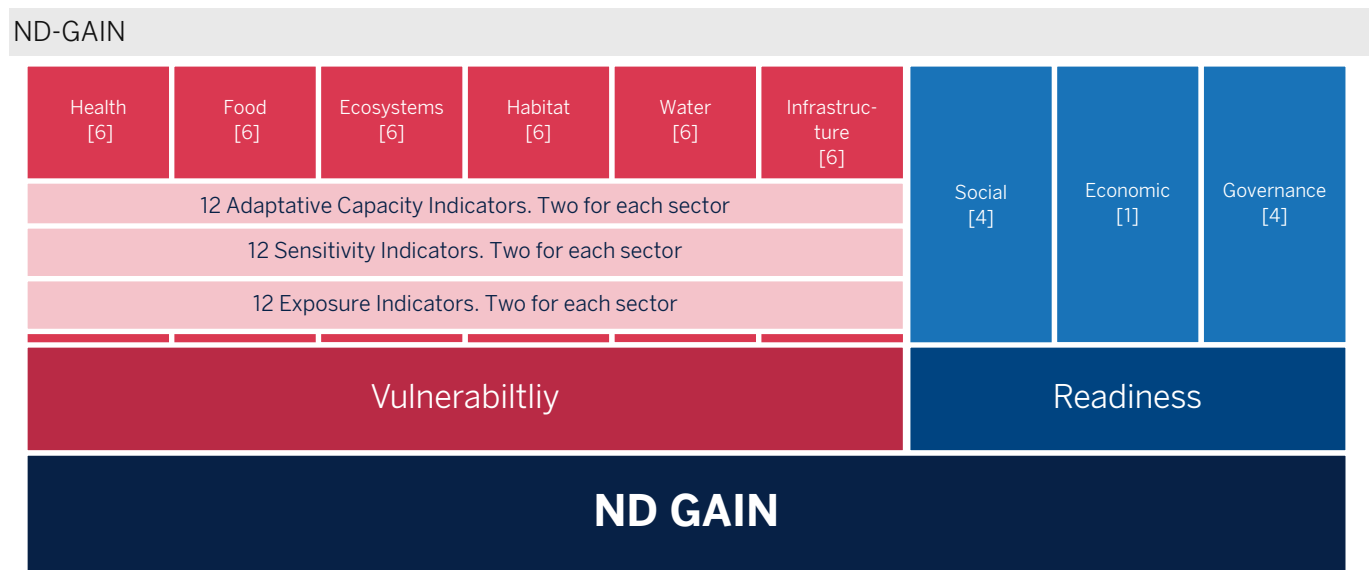 ND-GAIN
Health
[6]
Food
[6]
Ecosystems
[6]
Habitat
[6]
Water
[6]
Infrastruc-
ture
[6]
Social
[4]
Economic
[1]
Governance
[4]
12 Adaptative Capacity Indicators. Two for each sector
12 Sensitivity Indicators. Two for each sector
12 Exposure Indicators. Two for each sector
Vulnerabiltliy
Readiness
ND GAIN